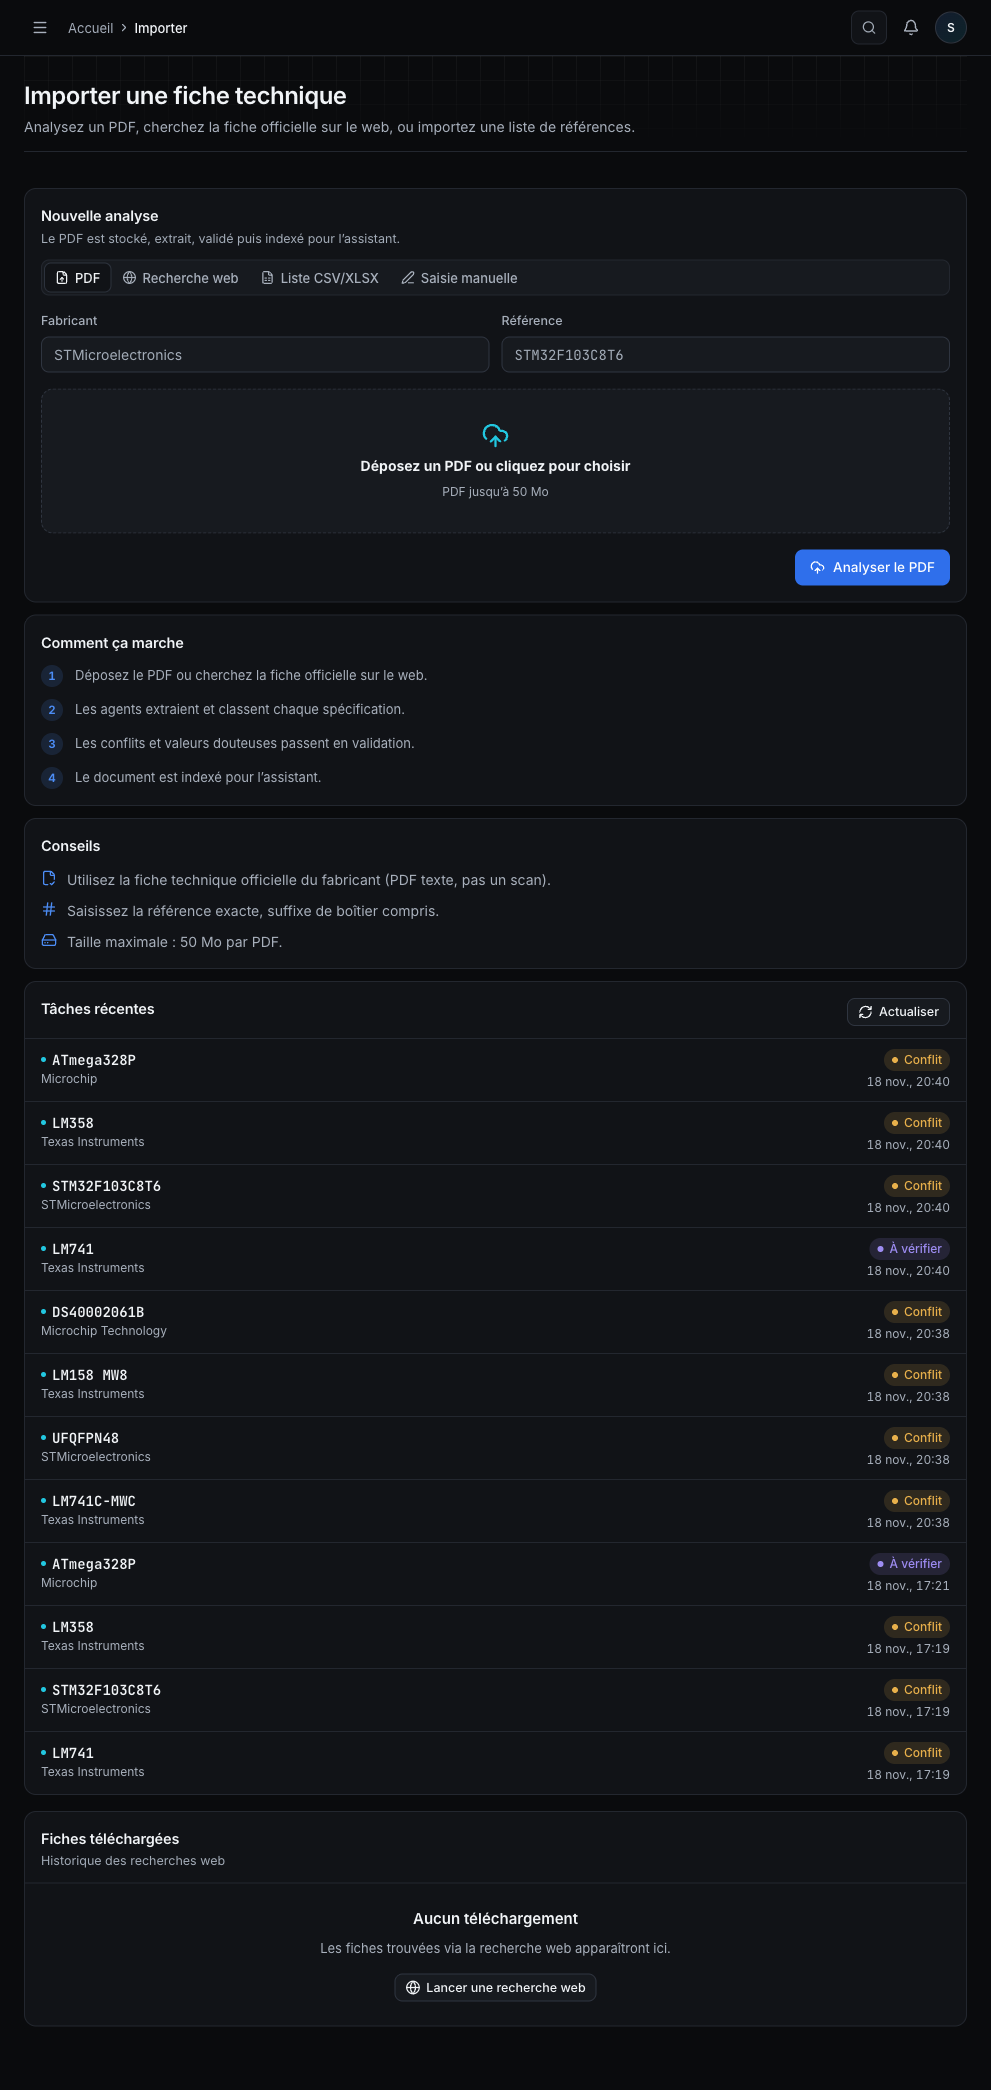 Accueil > Importer
S
Importer une fiche technique
Analysez un PDF, cherchez la fiche officielle sur le web, ou importez une liste de références.
Nouvelle analyse
Le PDF est stocké, extrait, validé puis indexé pour l’assistant.
PDF Recherche web Liste CSV/XLSX Saisie manuelle
Fabricant Référence
STMicroelectronics STM32F103C8T6
Déposez un PDF ou cliquez pour choisir
PDF jusqu’à 50 Mo
Analyser le PDF
Comment ça marche
1 Déposez le PDF ou cherchez la fiche officielle sur le web.
2 Les agents extraient et classent chaque spécification.
3 Les conflits et valeurs douteuses passent en validation.
4 Le document est indexé pour l’assistant.
Conseils
Utilisez la fiche technique officielle du fabricant (PDF texte, pas un scan).
Saisissez la référence exacte, suffixe de boîtier compris.
Taille maximale : 50 Mo par PDF.
Tâches récentes
Actualiser
ATmega328P Conflit
Microchip 18 nov., 20:40
LM358 Conflit
Texas Instruments 18 nov., 20:40
STM32F103C8T6 Conflit
STMicroelectronics 18 nov., 20:40
LM741 À vérifier
Texas Instruments 18 nov., 20:40
DS40002061B Conflit
Microchip Technology 18 nov., 20:38
LM158 MW8 Conflit
Texas Instruments 18 nov., 20:38
UFQFPN48 Conflit
STMicroelectronics 18 nov., 20:38
LM741C-MWC Conflit
Texas Instruments 18 nov., 20:38
ATmega328P À vérifier
Microchip 18 nov., 17:21
LM358 Conflit
Texas Instruments 18 nov., 17:19
STM32F103C8T6 Conflit
STMicroelectronics 18 nov., 17:19
LM741 Conflit
Texas Instruments 18 nov., 17:19
Fiches téléchargées
Historique des recherches web
Aucun téléchargement
Les fiches trouvées via la recherche web apparaîtront ici.
Lancer une recherche web